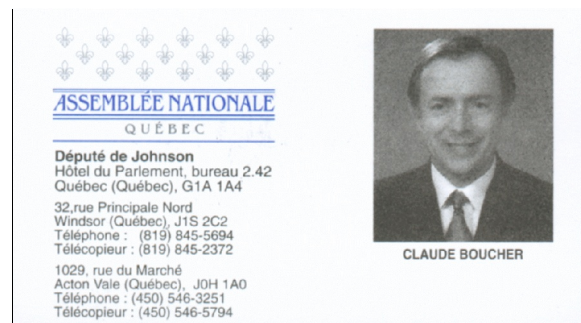 ASSEMBLÉE NATIONALE
QUÉBEC
Député de Johnson
Hôtel du Parlement, bureau 2.42
Québec (Québec), G1A 1A4
32,rue Principale Nord
Windsor (Québec), J1S 2C2
Téléphone : (819) 845-5694
Télécopieur : (819) 845-2372
1029, rue du Marché
Acton Vale (Québec), J0H 1A0
Téléphone : (450) 546-3251
Télécopieur : (450) 546-5794
CLAUDE BOUCHER